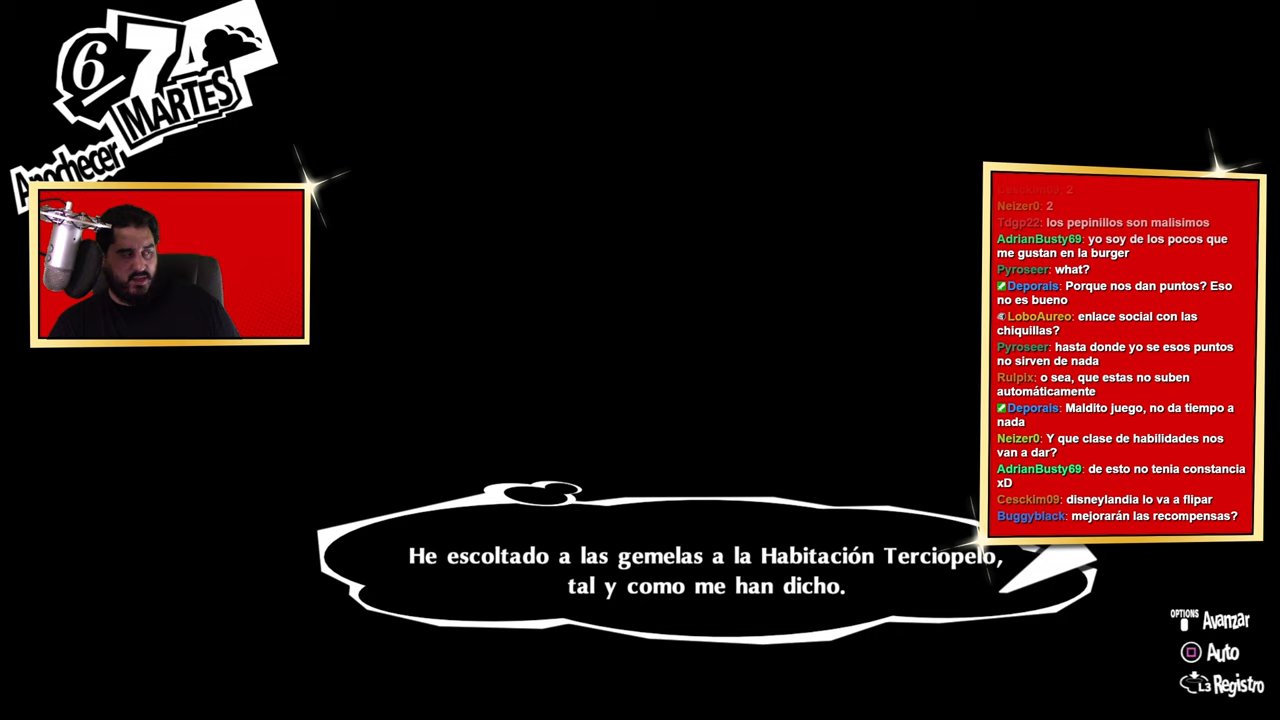 6/7
MARTES
Anochecer
Cesckim09: 2
Neizer0: 2
Tdgp22: los pepinillos son malisimos
AdrianBusty69: yo soy de los pocos que
me gustan en la burger
Pyroseer: what?
Deporais: Porque nos dan puntos? Eso
no es bueno
LoboAureo: enlace social con las
chiquillas?
Pyroseer: hasta donde yo se esos puntos
no sirven de nada
Rulpix: o sea, que estas no suben
automáticamente
Deporais: Maldito juego, no da tiempo a
nada
Neizer0: Y que clase de habilidades nos
van a dar?
AdrianBusty69: de esto no tenia constancia
xD
Cesckim09: disneylandia lo va a flipar
Buggyblack: mejorarán las recompensas?
He escoltado a las gemelas a la Habitación Terciopelo,
tal y como me han dicho.
OPTIONS Avanzar
Auto
L3 Registro